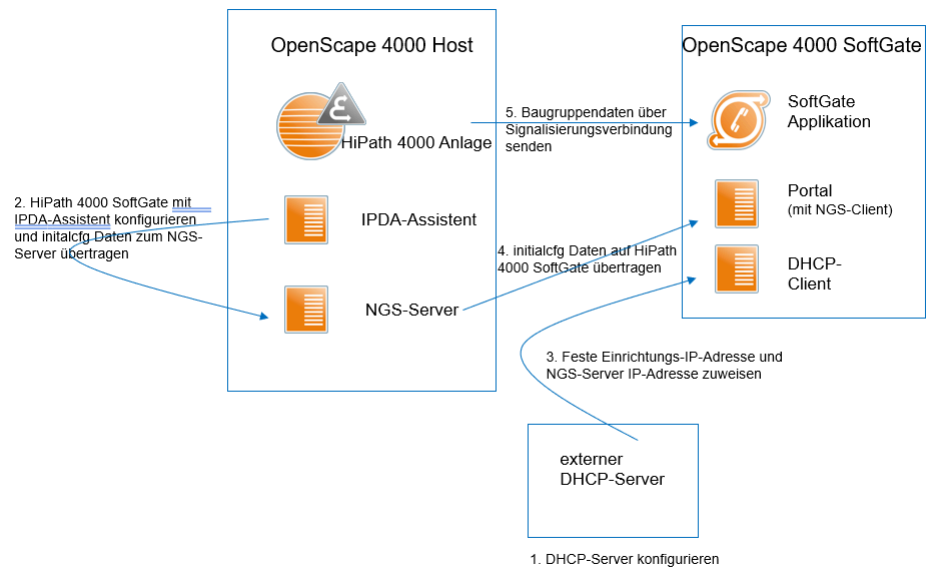 OpenScape 4000 Host
HiPath 4000 Anlage
IPDA-Assistent
NGS-Server
2. HiPath 4000 SoftGate mit
IPDA-Assistent konfigurieren
und initalcfg Daten zum NGS-
Server übertragen
5. Baugruppendaten über
Signalisierungsverbindung
senden
4. initialcfg Daten auf HiPath
4000 SoftGate übertragen
OpenScape 4000 SoftGate
SoftGate
Applikation
Portal
(mit NGS-Client)
DHCP-
Client
3. Feste Einrichtungs-IP-Adresse und
NGS-Server IP-Adresse zuweisen
externer
DHCP-Server
1. DHCP-Server konfigurieren